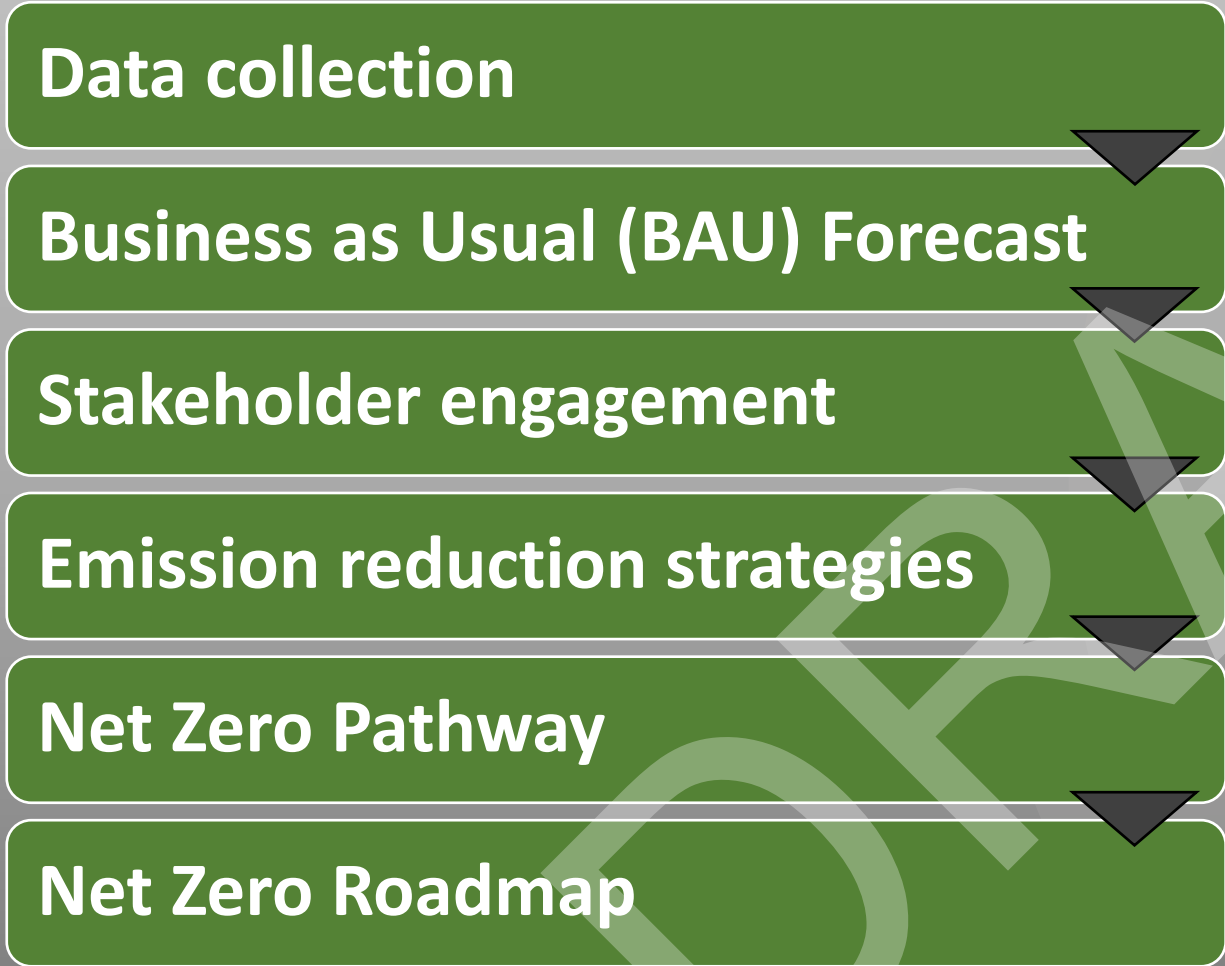 Data collection
Business as Usual (BAU) Forecast
Stakeholder engagement
Emission reduction strategies
Net Zero Pathway
Net Zero Roadmap